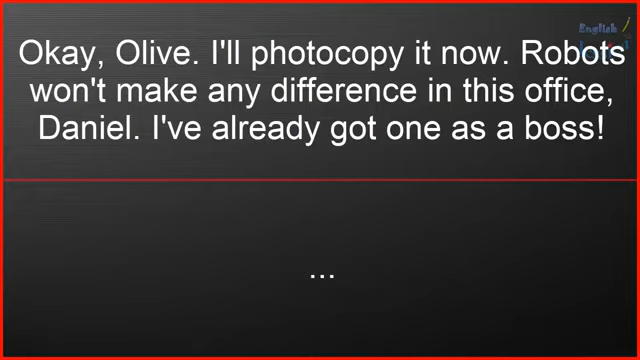 English
Okay, Olive. I'll photocopy it now. Robots
won't make any difference in this office,
Daniel. I've already got one as a boss!
...